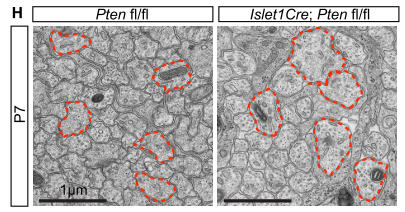 H
Pten fl/fl
Islet1Cre; Pten fl/fl
P7
1μm